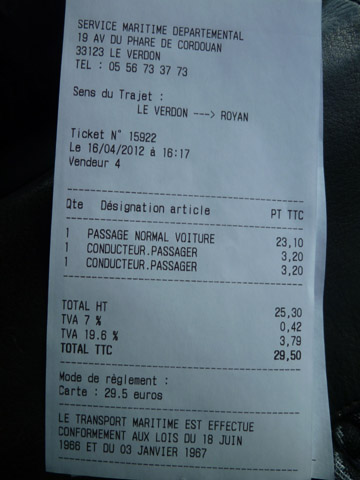 SERVICE MARITIME DEPARTEMENTAL
19 AV DU PHARE DE CORDOUAN
33123 LE VERDON
TEL : 05 56 73 37 73
Sens du Trajet :
LE VERDON ---> ROYAN
Ticket N° 15922
Le 16/04/2012 à 16:17
Vendeur 4
Qte Désignation article PT TTC
1 PASSAGE NORMAL VOITURE 23,10
1 CONDUCTEUR.PASSAGER 3,20
1 CONDUCTEUR.PASSAGER 3,20
TOTAL HT 25,30
TVA 7 % 0,42
TVA 19.6 % 3,79
TOTAL TTC 29,50
Mode de règlement :
Carte : 29.5 euros
LE TRANSPORT MARITIME EST EFFECTUE
CONFORMEMENT AUX LOIS DU 18 JUIN
1966 ET DU 03 JANVIER 1967